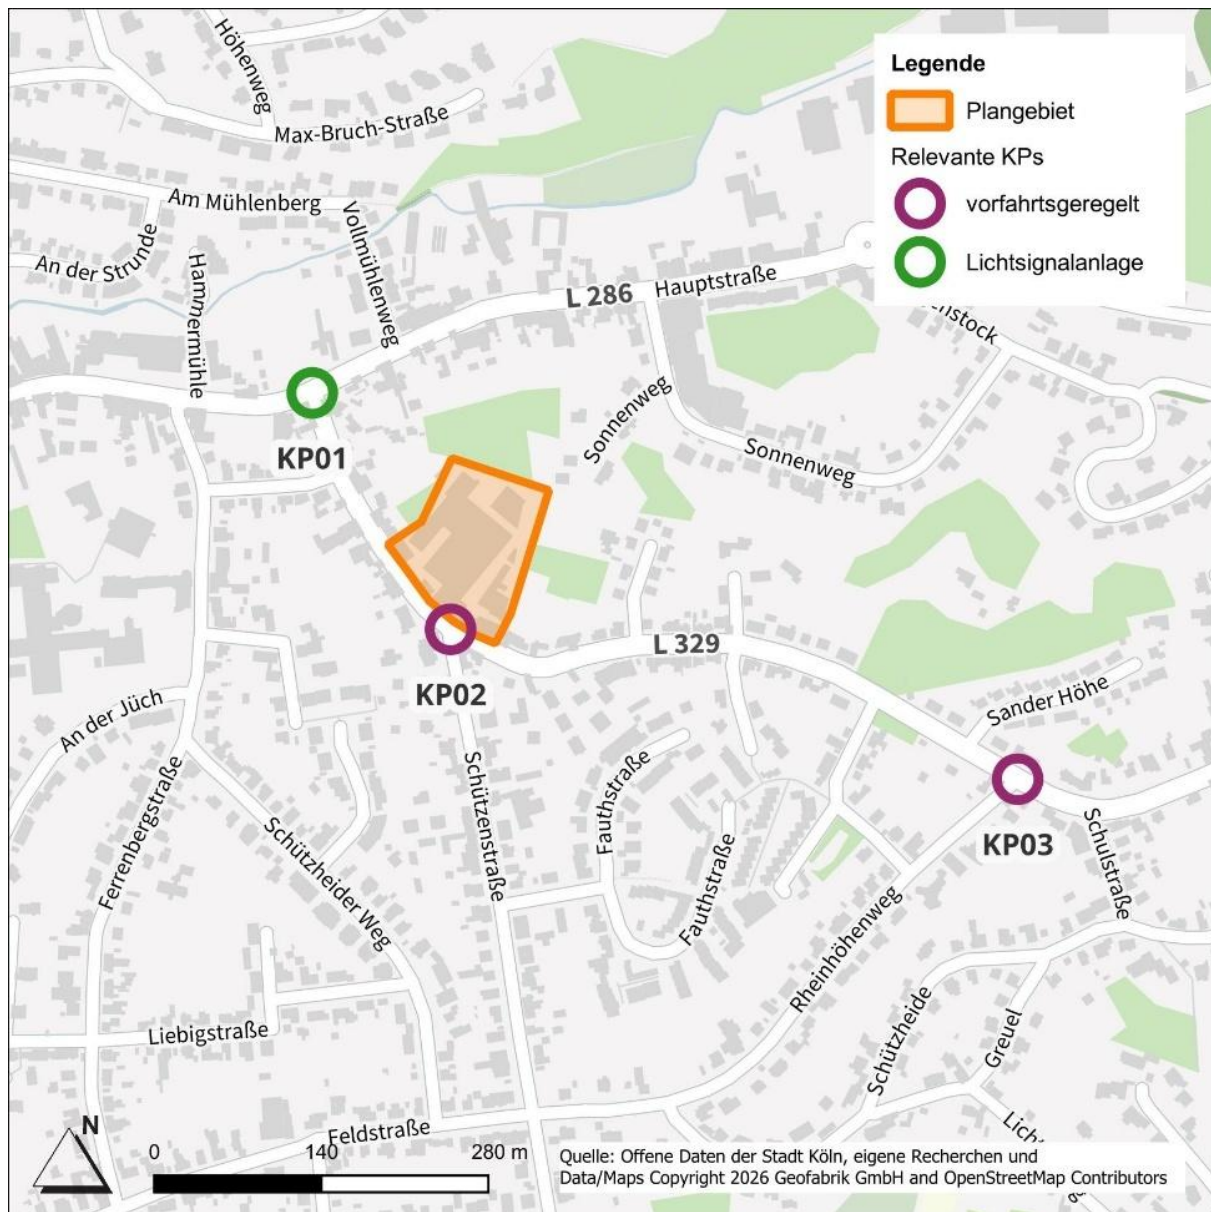 Höhenweg
Max-Bruch-Straße
Am Mühlenberg
Vollmühlenweg
An der Strunde
Hammermühle
Legende
Plangebiet
Relevante KPs
vorfahrtsgeregelt
Lichtsignalanlage
L 286
Hauptstraße
enstock
KP01
Sonnenweg
Sonnenweg
L 329
KP02
An der Jüch
Sander Höhe
Ferrenbergstraße
Schützheider Weg
Schützenstraße
Fauthstraße
Fauthstraße
KP03
Schulstraße
Rheinhöhenweg
Schützheide
Greuel
Liebigstraße
Feldstraße
Licht
N
0 140 280 m
Quelle: Offene Daten der Stadt Köln, eigene Recherchen und
Data/Maps Copyright 2026 Geofabrik GmbH and OpenStreetMap Contributors